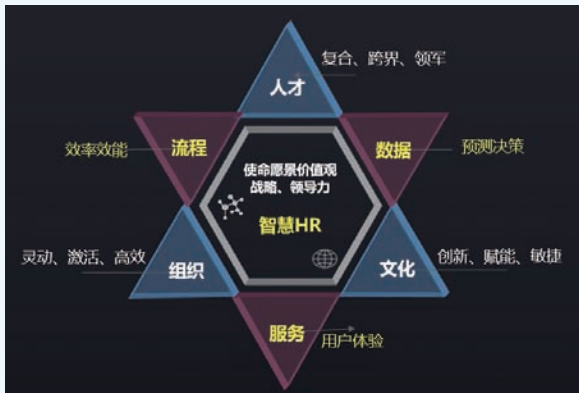 复合、跨界、领军
人才
效率效能
流程
数据
预测决策
使命愿景价值观
战略、领导力
智慧HR
灵动、激活、高效
组织
文化
创新、赋能、敏捷
服务
用户体验